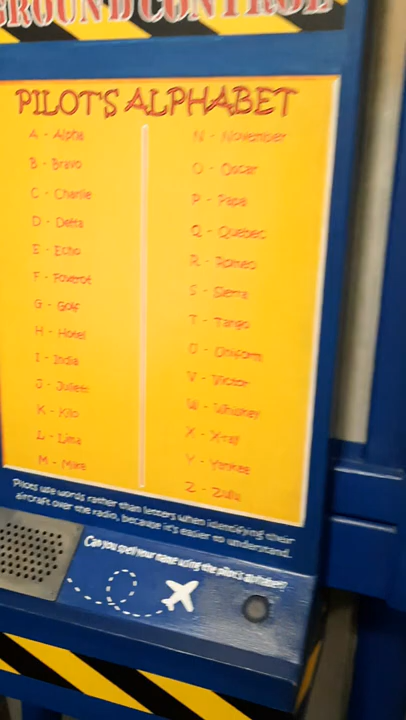 GROUND CONTROL
PILOT'S ALPHABET
A - Alpha
B - Bravo
C - Charlie
D - Delta
E - Echo
F - Foxtrot
G - Golf
H - Hotel
I - India
J - Juliett
K - Kilo
L - Lima
M - Mike
N - November
O - Oscar
P - Papa
Q - Quebec
R - Romeo
S - Sierra
T - Tango
U - Uniform
V - Victor
W - Whiskey
X - X-ray
Y - Yankee
Z - Zulu
Pilots use words rather than letters when identifying their
aircraft over the radio, because it's easier to understand.
Can you spell your name using the pilot's alphabet?